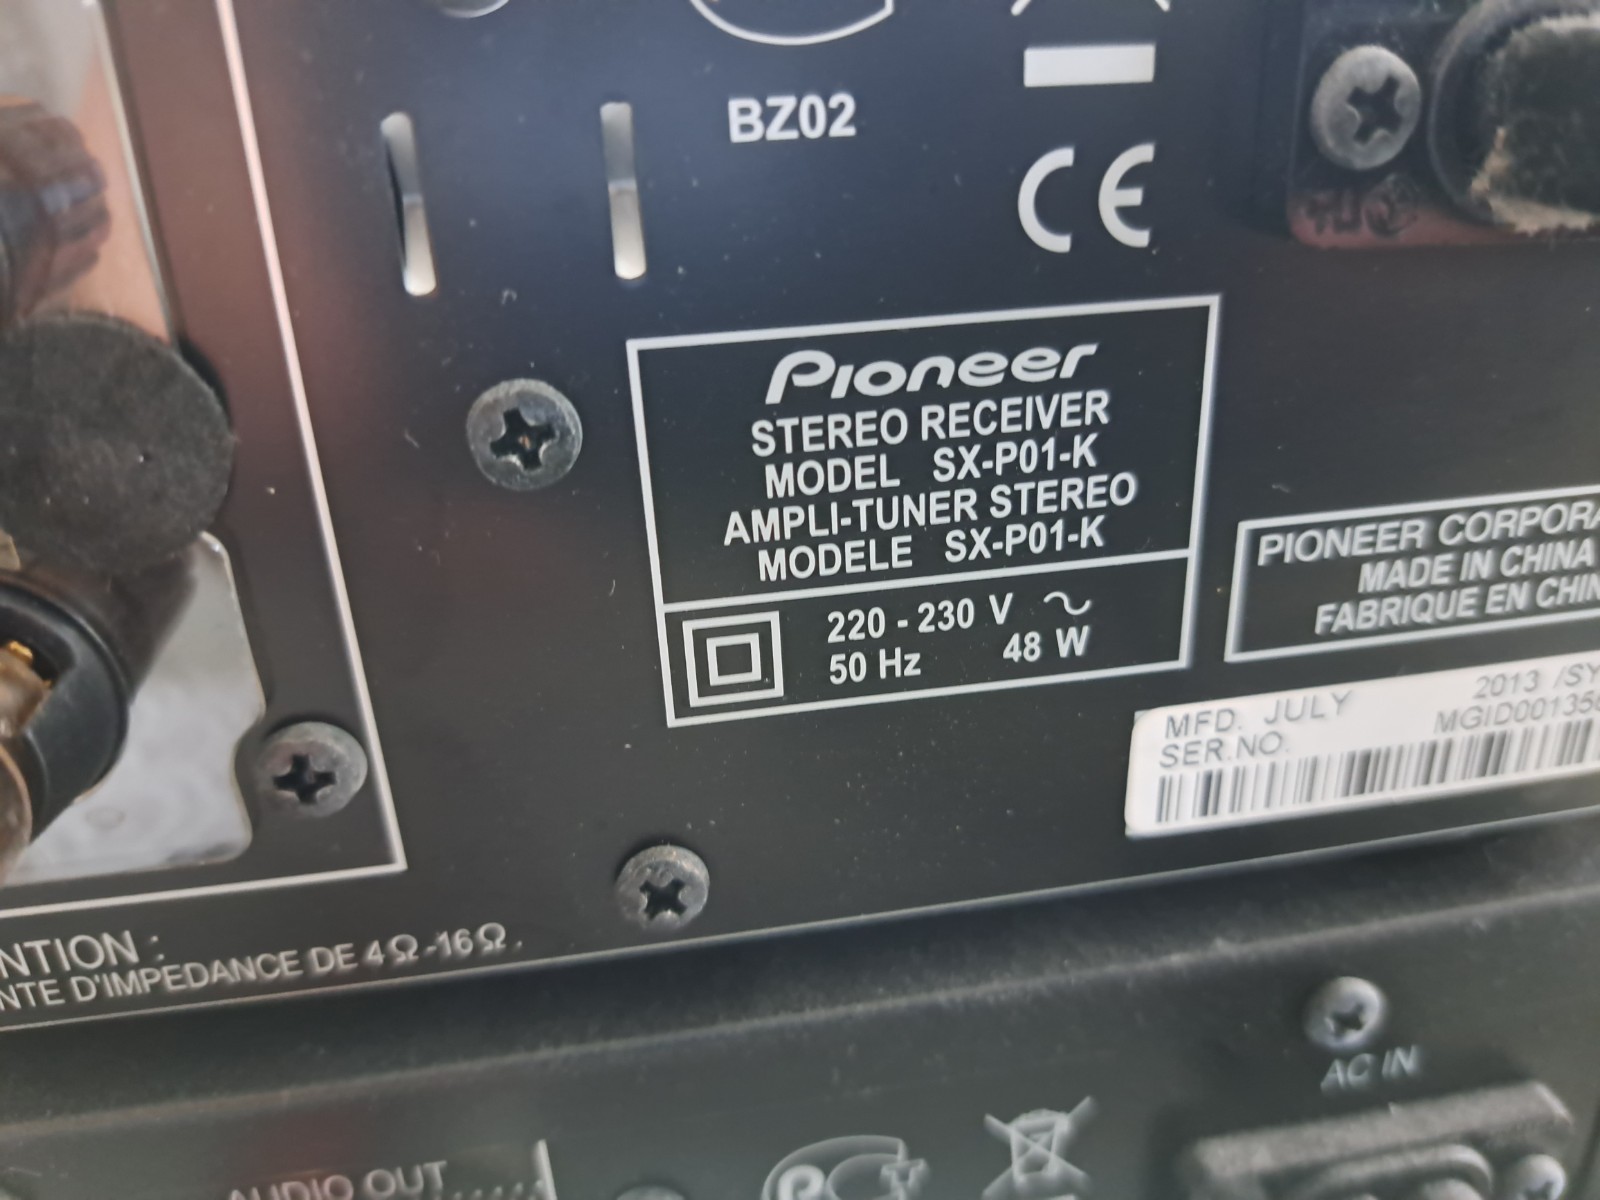 BZ02
CE
Pioneer
STEREO RECEIVER
MODEL SX-P01-K
AMPLI-TUNER STEREO
MODELE SX-P01-K
220 - 230 V ~
50 Hz 48 W
PIONEER CORPORA
MADE IN CHINA
FABRIQUE EN CHIN
MFD. JULY 2013 /SY
SER.NO. MGID00135
NTION :
NTE D'IMPEDANCE DE 4Ω-16Ω.
AC IN
AUDIO OUT